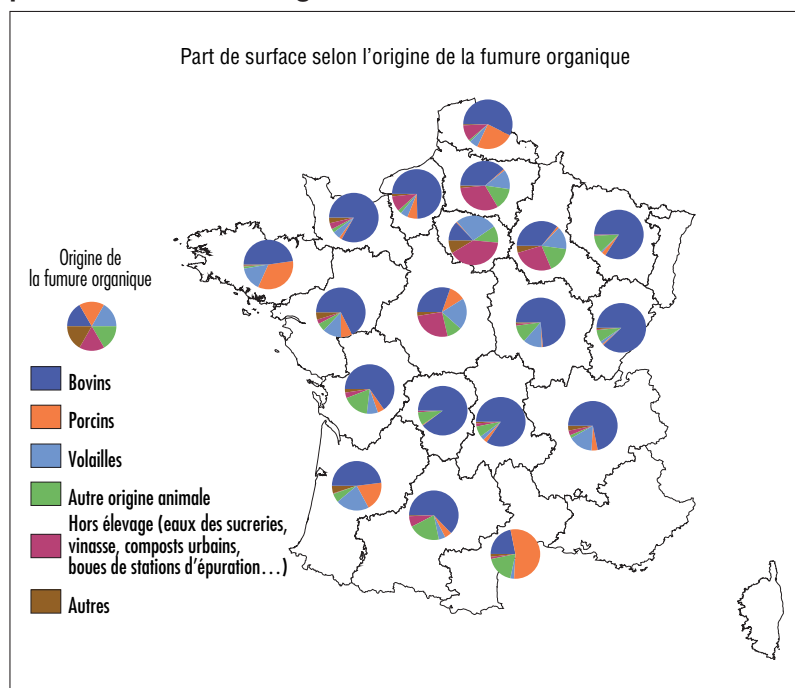 Part de surface selon l'origine de la fumure organique
Origine de
la fumure organique
Bovins
Porcins
Volailles
Autre origine animale
Hors élevage (eaux des sucreries,
vinasse, composts urbains,
boues de stations d'épuration...)
Autres